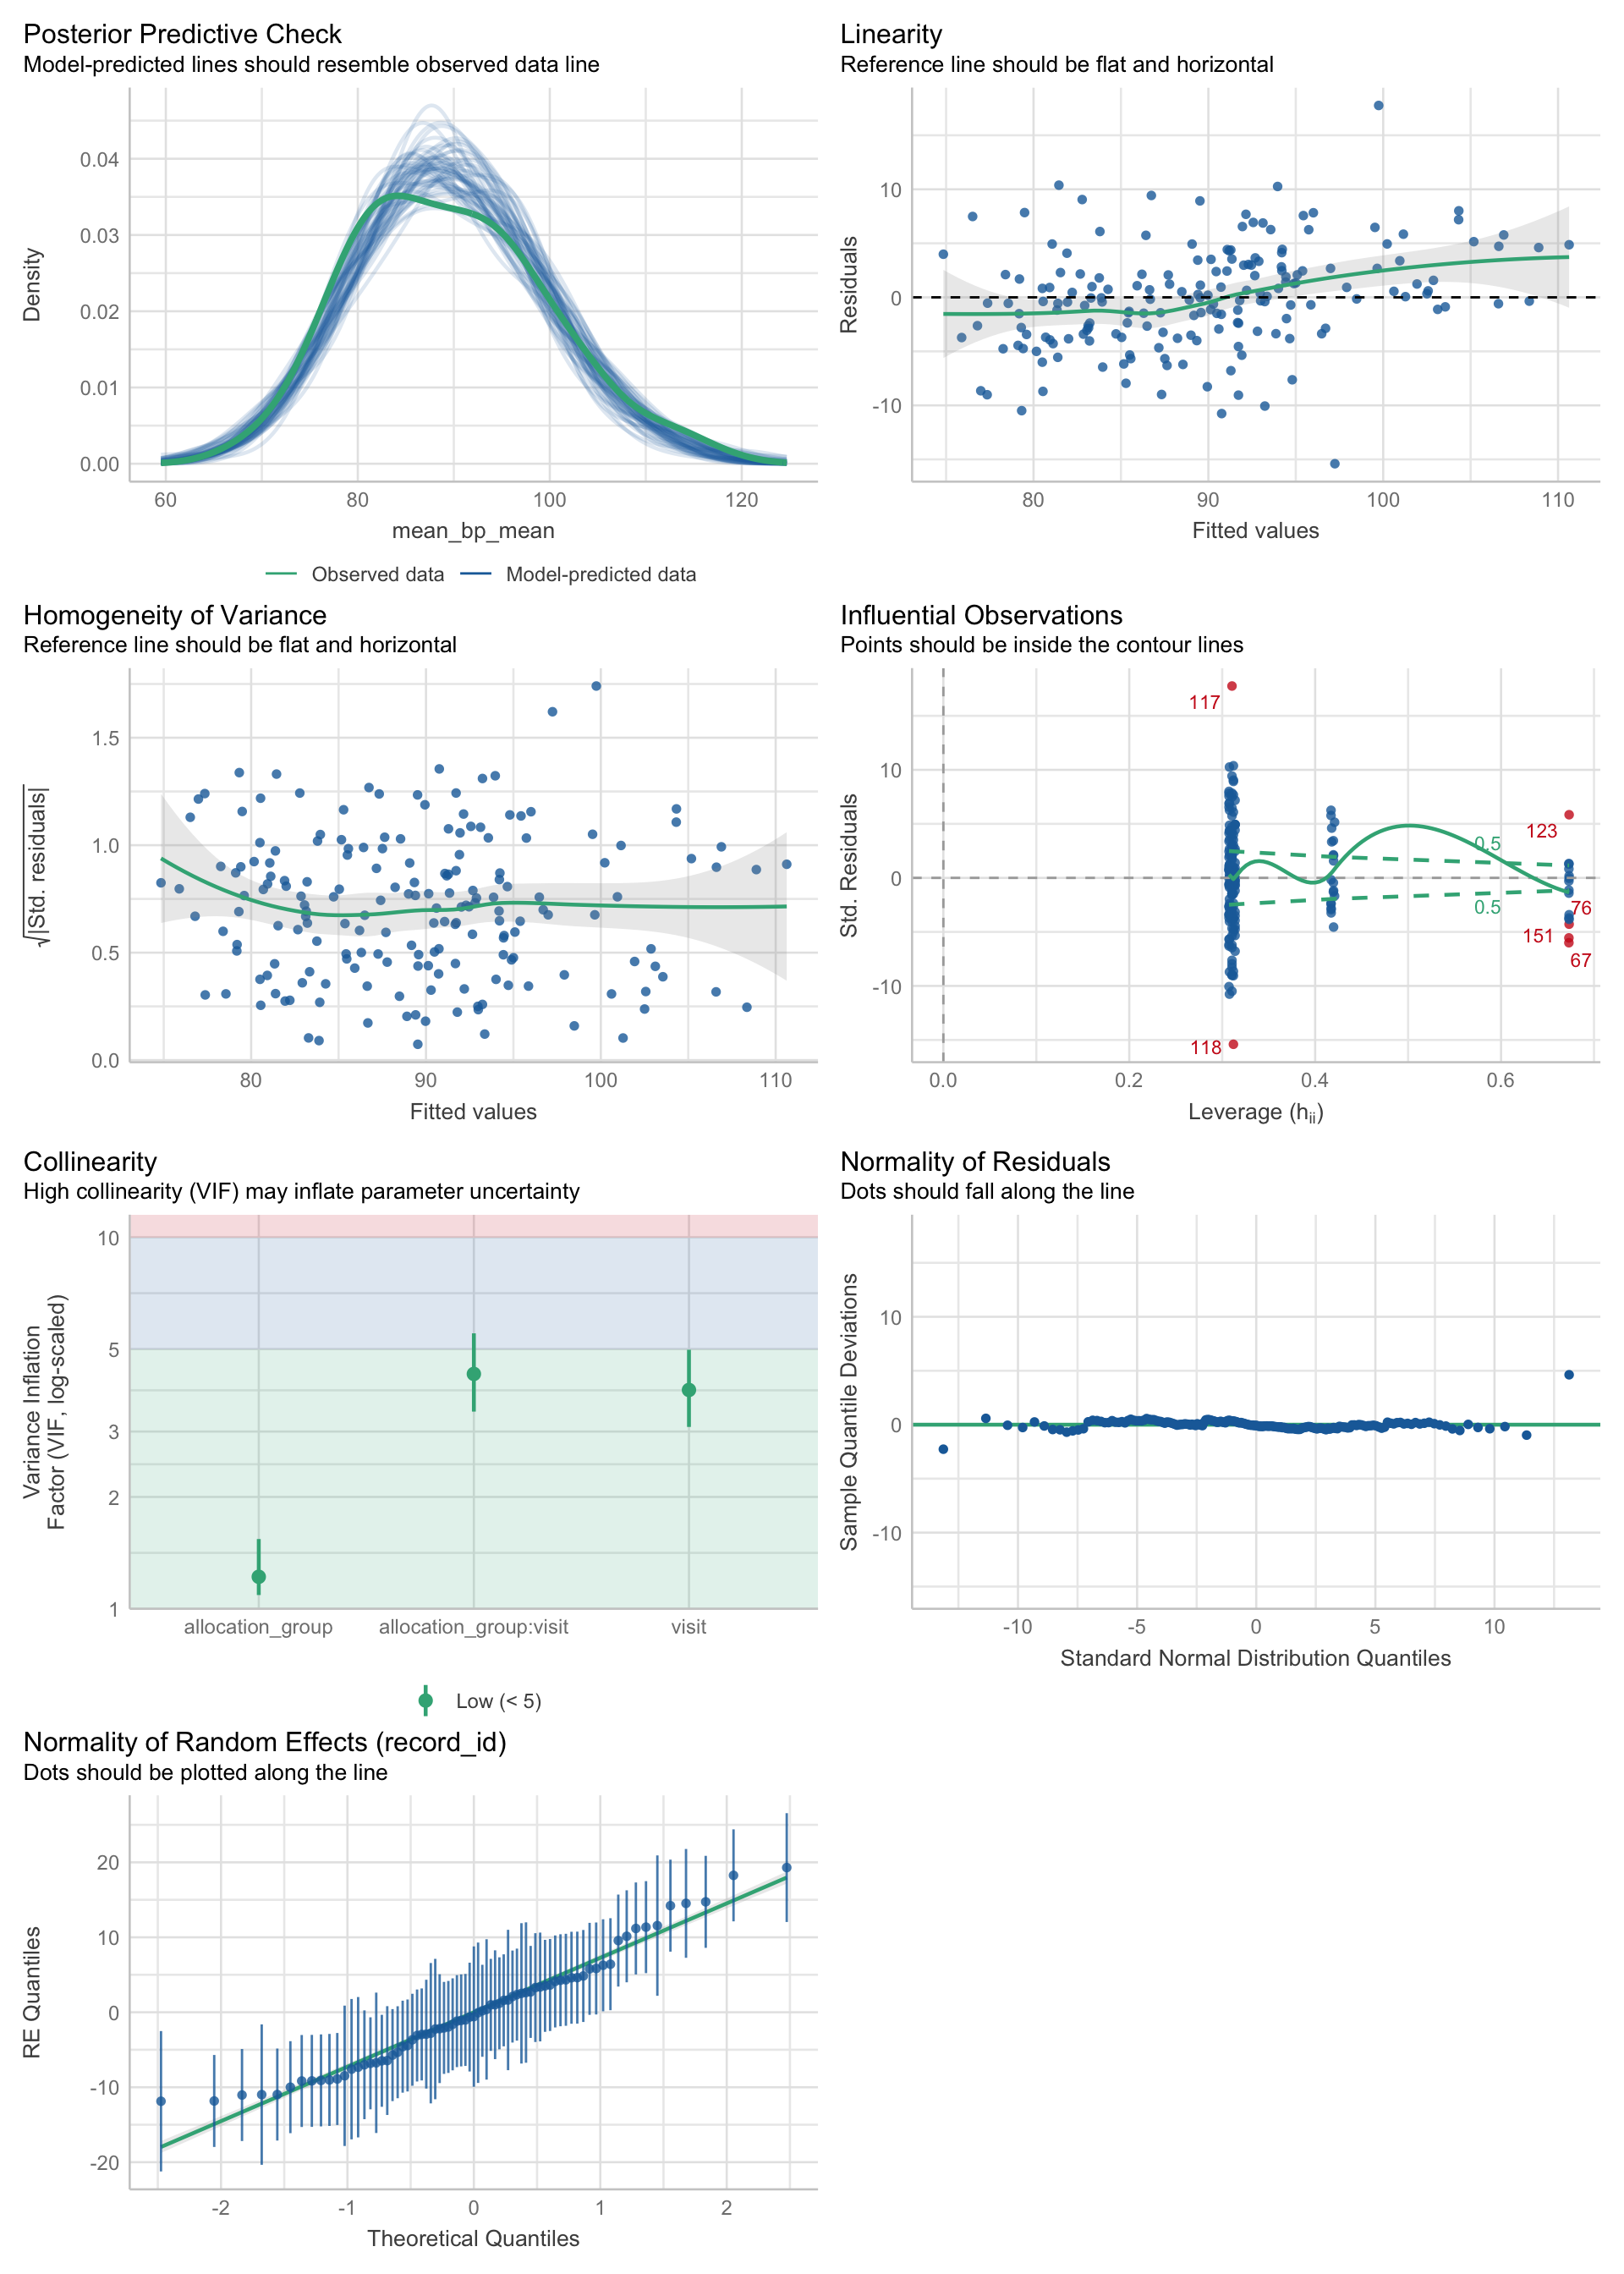 Posterior Predictive Check
Model-predicted lines should resemble observed data line
Density
0.04
0.03
0.02
0.01
0.00
60
80
100
120
mean_bp_mean
Observed data
Model-predicted data
Linearity
Reference line should be flat and horizontal
Residuals
10
0
-10
80
90
100
110
Fitted values
Homogeneity of Variance
Reference line should be flat and horizontal
√|Std. residuals|
1.5
1.0
0.5
0.0
80
90
100
110
Fitted values
Influential Observations
Points should be inside the contour lines
Std. Residuals
10
0
-10
117
118
0.5
0.5
123
76
151
67
0.0
0.2
0.4
0.6
Leverage (hii)
Collinearity
High collinearity (VIF) may inflate parameter uncertainty
Variance Inflation
Factor (VIF, log-scaled)
10
5
3
2
1
allocation_group
allocation_group:visit
visit
Low (< 5)
Normality of Residuals
Dots should fall along the line
Sample Quantile Deviations
10
0
-10
-10
-5
0
5
10
Standard Normal Distribution Quantiles
Normality of Random Effects (record_id)
Dots should be plotted along the line
RE Quantiles
20
10
0
-10
-20
-2
-1
0
1
2
Theoretical Quantiles